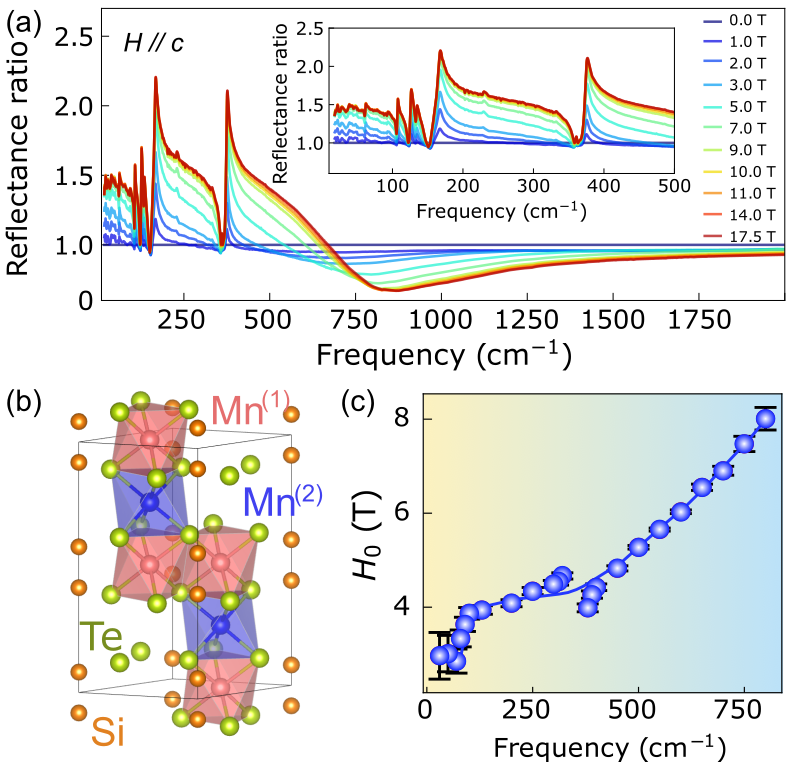 (a)
H // c
Reflectance ratio
2.5
2.0
1.5
1.0
0
250
500
750
1000
1250
1500
1750
Frequency (cm⁻¹)
Reflectance ratio
2.5
2.0
1.5
1.0
100
200
300
400
500
Frequency (cm⁻¹)
0.0 T
1.0 T
2.0 T
3.0 T
5.0 T
7.0 T
9.0 T
10.0 T
11.0 T
14.0 T
17.5 T
(b)
Mn⁽¹⁾
Mn⁽²⁾
Te
Si
(c)
H₀ (T)
8
6
4
0
250
500
750
Frequency (cm⁻¹)